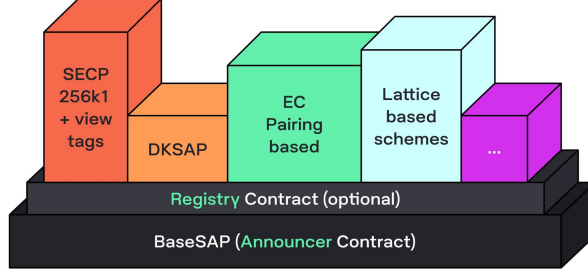 SECP
256k1
+ view
tags
DKSAP
EC
Pairing
based
Lattice
based
schemes
...
Registry Contract (optional)
BaseSAP (Announcer Contract)